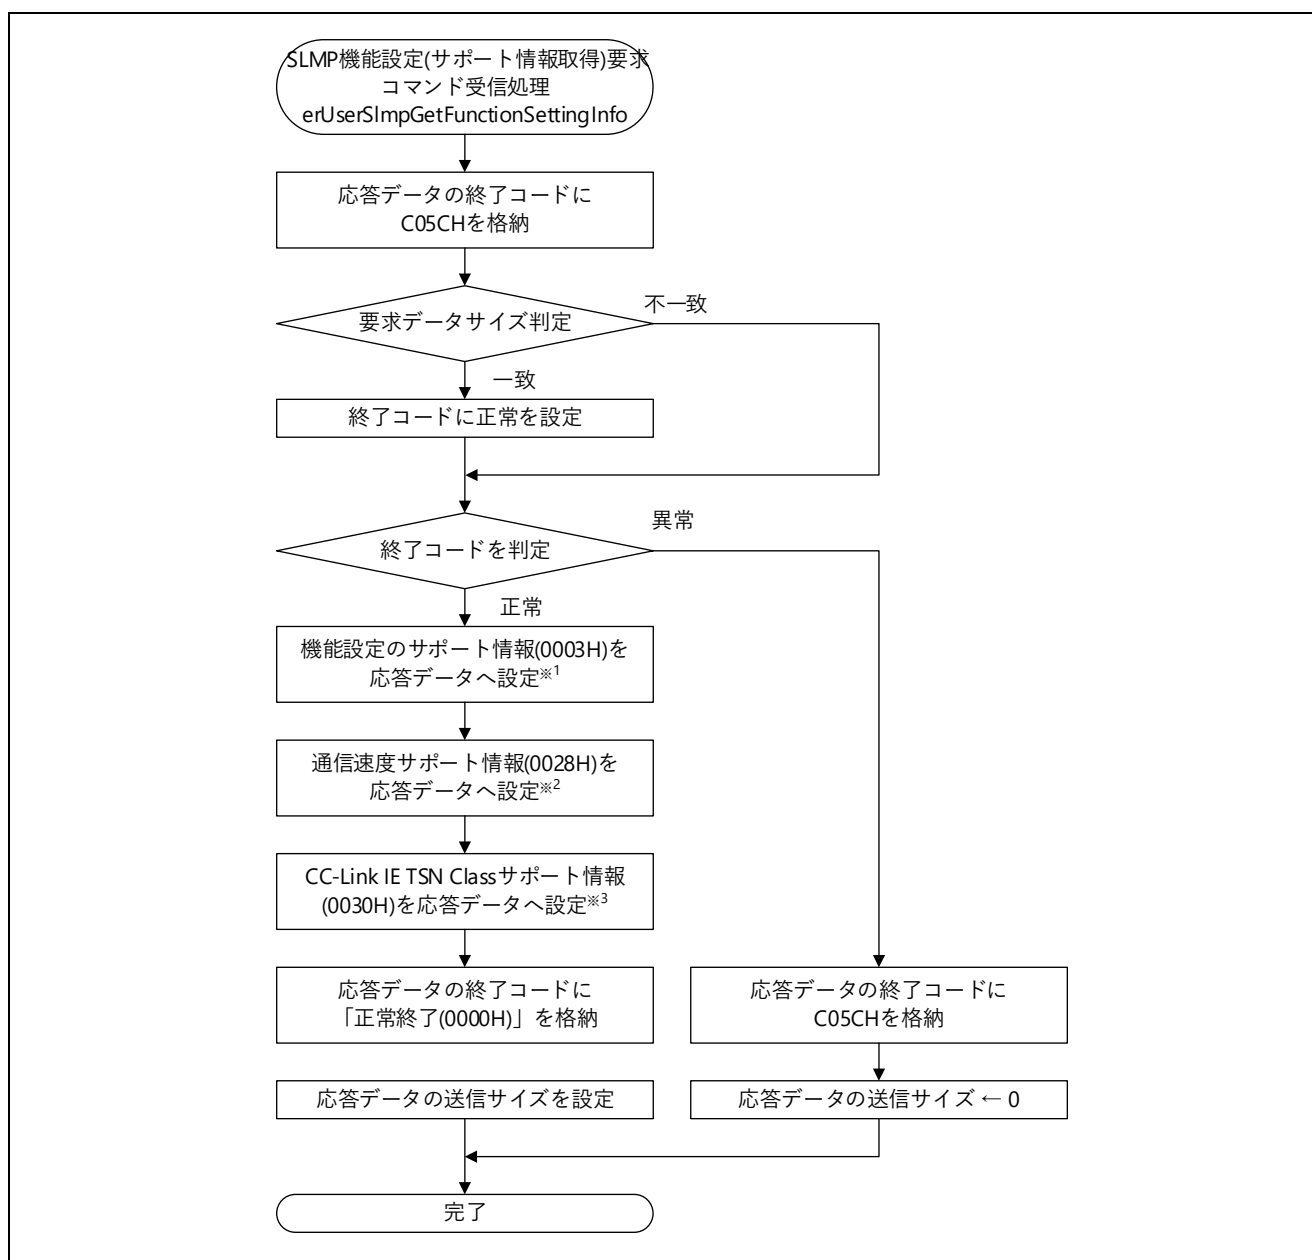 SLMP機能設定(サポート情報取得)要求
コマンド受信処理
erUserSlmpGetFunctionSettingInfo
応答データの終了コードに
C05CHを格納
不一致
要求データサイズ判定
一致
終了コードに正常を設定
異常
終了コードを判定
正常
機能設定のサポート情報(0003H)を
応答データへ設定※1
通信速度サポート情報(0028H)を
応答データへ設定※2
CC-Link IE TSN Classサポート情報
(0030H)を応答データへ設定※3
応答データの終了コードに
「正常終了(0000H)」を格納
応答データの終了コードに
C05CHを格納
応答データの送信サイズを設定
応答データの送信サイズ ← 0
完了